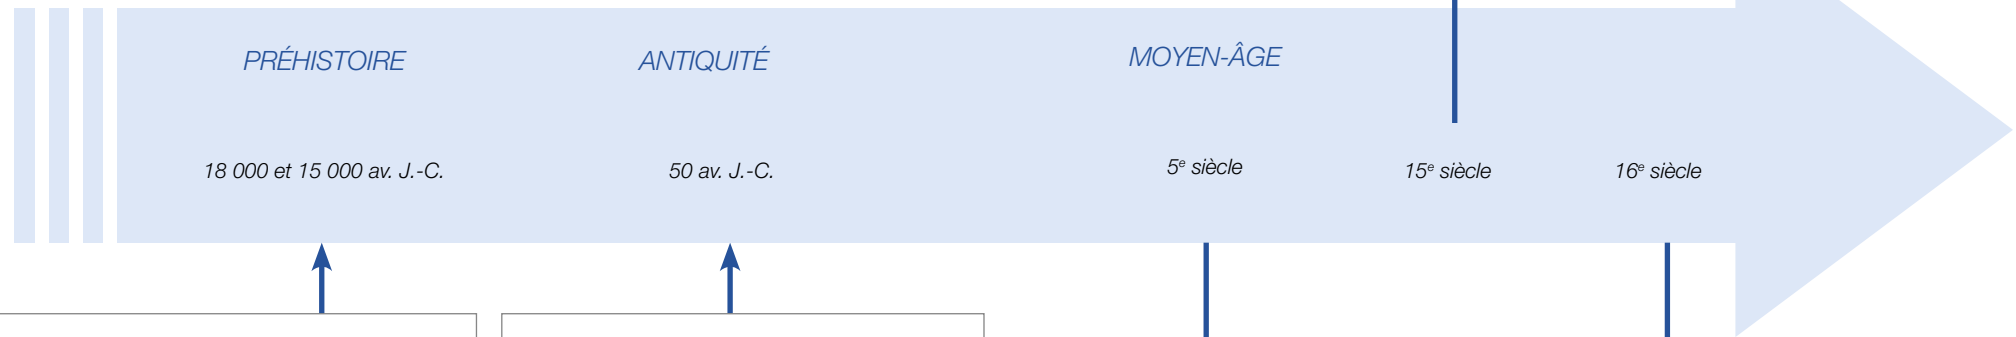 PRÉHISTOIRE
ANTIQUITÉ
MOYEN-ÂGE
18 000 et 15 000 av. J.-C.
50 av. J.-C.
5e siècle
15e siècle
16e siècle